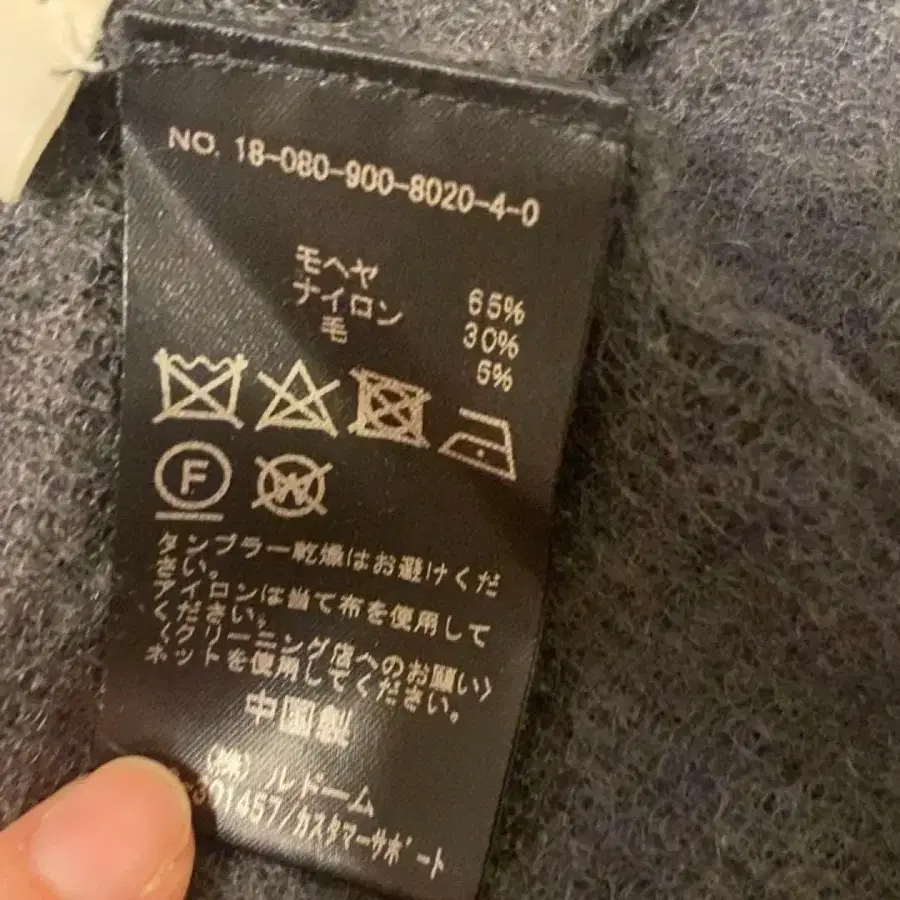 NO. 18-080-900-8020-4-0
モヘヤ 65%
ナイロン 30%
毛 5%
F
W
タンブラー乾燥はお避けくだ
さい。
アイロンは当て布を使用して
ください。
〈クリーニング店へのお願い〉
ネットを使用してください。
中国製
(株)ルドーム
301457/カスタマーサポート